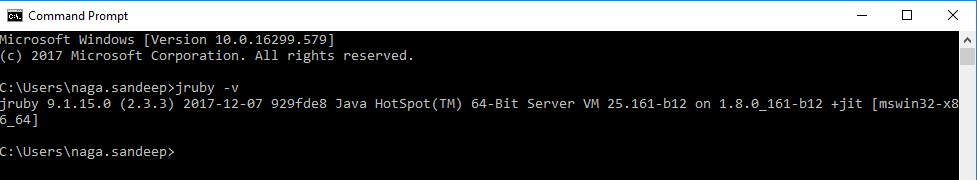 Command Prompt
Microsoft Windows [Version 10.0.16299.579]
(c) 2017 Microsoft Corporation. All rights reserved.
C:\Users\naga.sandeep>jruby -v
jruby 9.1.15.0 (2.3.3) 2017-12-07 929fde8 Java HotSpot(TM) 64-Bit Server VM 25.161-b12 on 1.8.0_161-b12 +jit [mswin32-x8
6_64]
C:\Users\naga.sandeep>